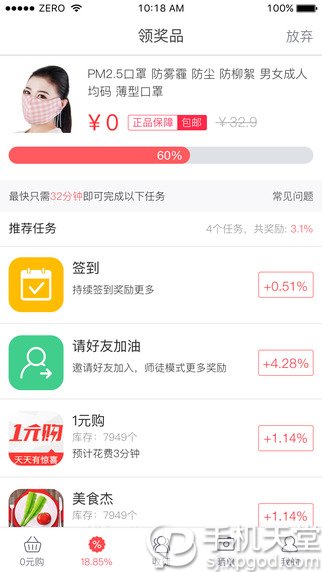 ZERO 10:18 AM 100%
领奖品 放弃
PM2.5口罩 防雾霾 防尘 防柳絮 男女成人
均码 薄型口罩
¥0 正品保障 包邮 ¥32.9
60%
最快只需32分钟即可完成以下任务 常见问题
推荐任务 4个任务，共奖励: 3.1%
签到
持续签到奖励更多
+0.51%
请好友加油
邀请好友加入，师徒模式更多奖励
+4.28%
1元购
天天有惊喜
1元购
库存：7949个
预计花费3分钟
+1.14%
美食杰
库存：7949个
+1.14%
0元购 18.85% 我的
手机天堂
sjhpgod.com